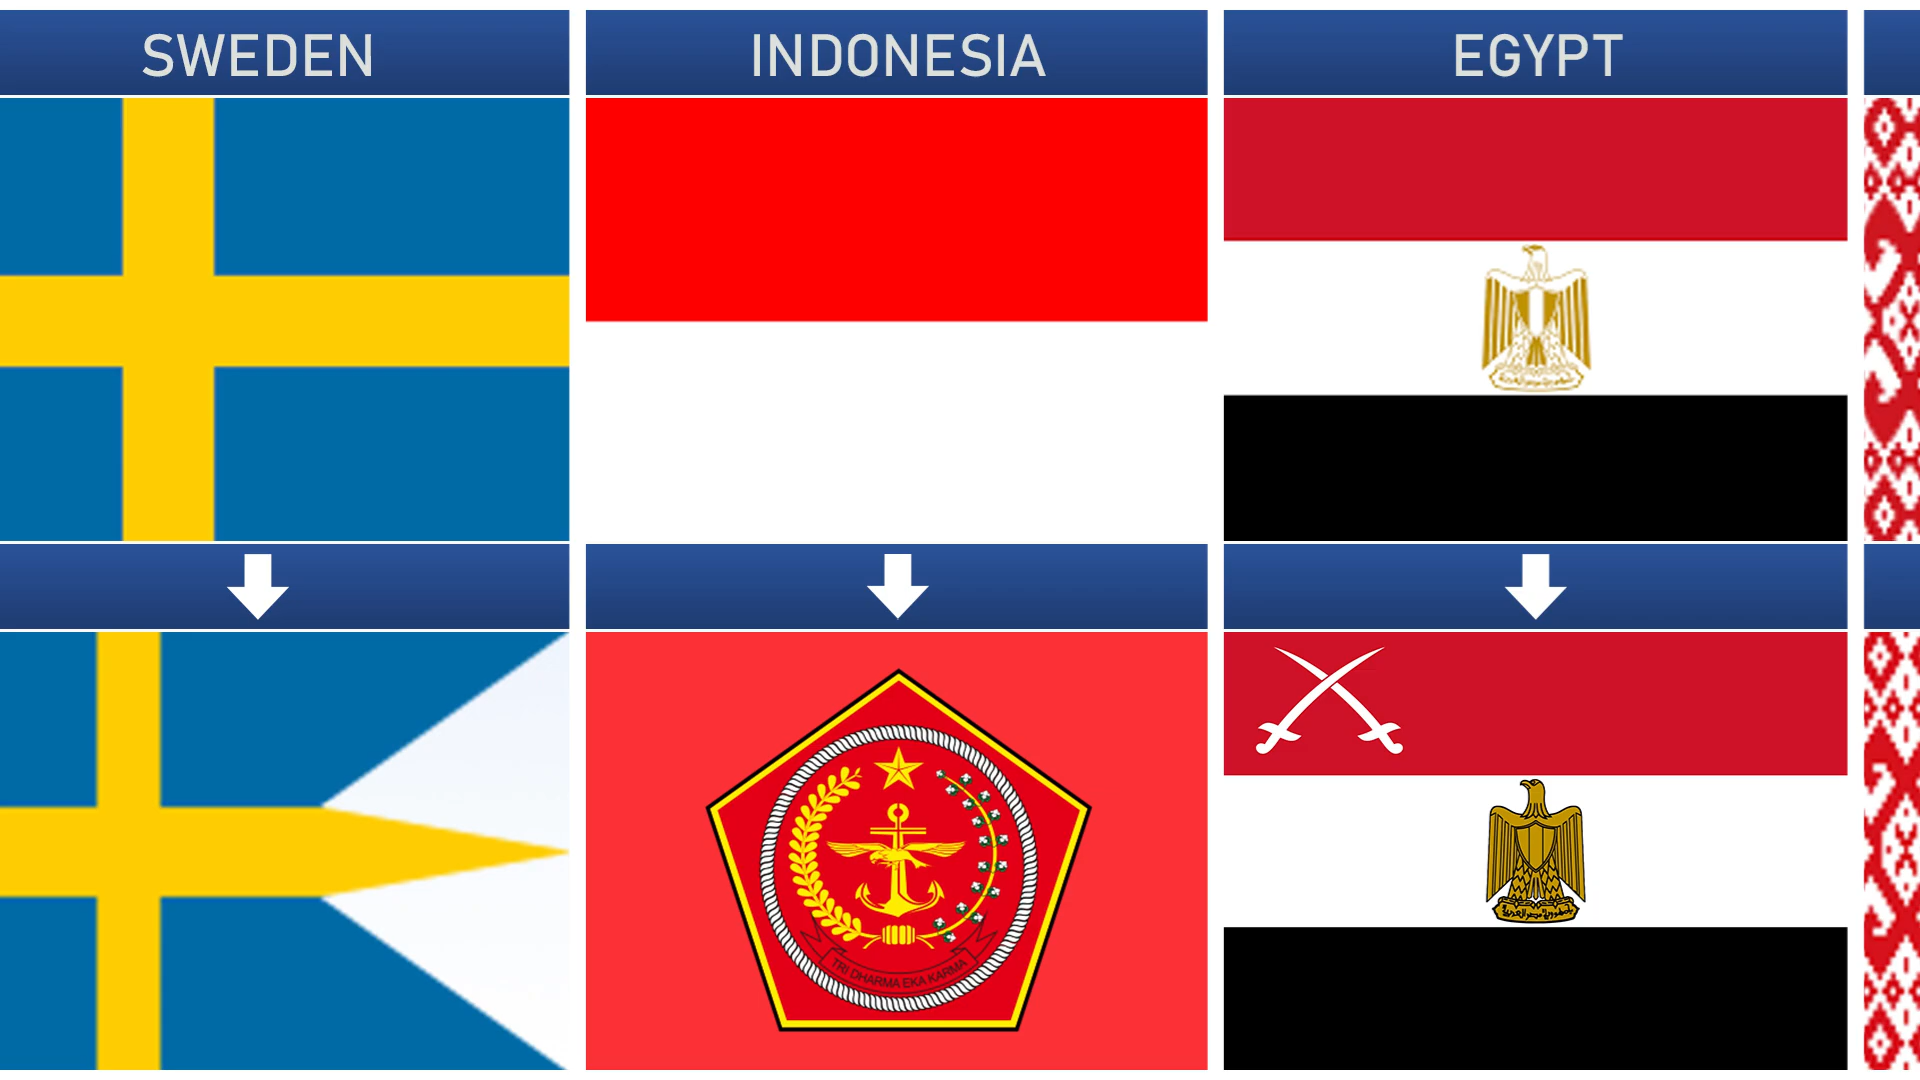 SWEDEN
INDONESIA
EGYPT
TRI DHARMA EKA KARMA